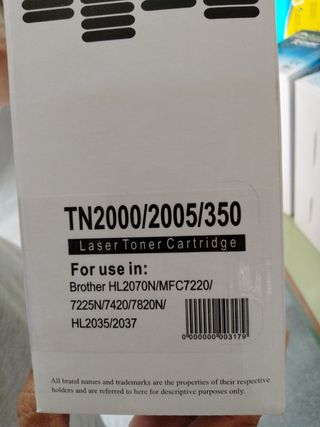 TN2000/2005/350
Laser Toner Cartridge
For use in:
Brother HL2070N/MFC7220/
7225N/7420/7820N/
HL2035/2037
0 000000 003179
All brand names and trademarks are the properties of their respective
holders and are referred to here for descriptive purposes only.